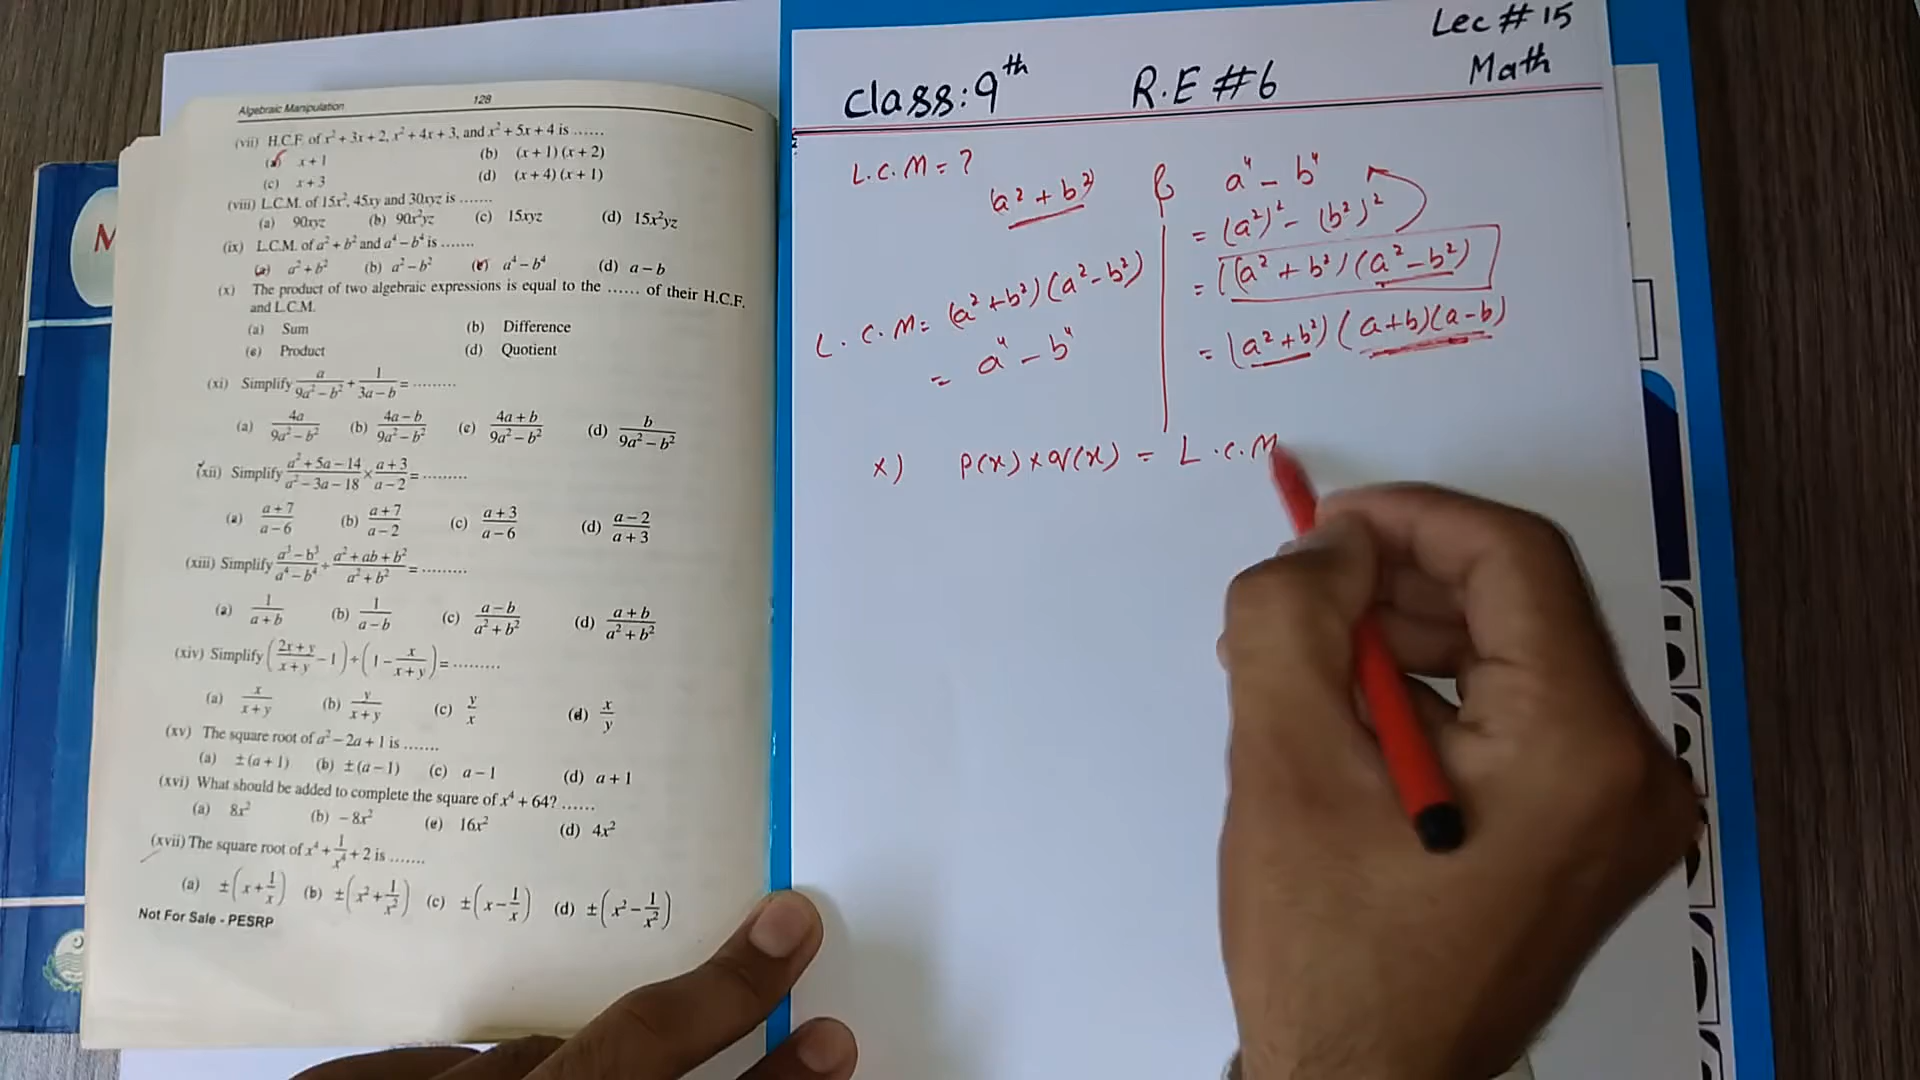 Algebraic Manipulation 128
(vii) H.C.F. of x² + 3x + 2, x² + 4x + 3, and x² + 5x + 4 is ......
(a) x + 1 (b) (x + 1) (x + 2)
(c) x + 3 (d) (x + 4) (x + 1)
(viii) L.C.M. of 15x², 45xy and 30xyz is .......
(a) 90xyz (b) 90x²yz (c) 15xyz (d) 15x²yz
(ix) L.C.M. of a² + b² and a⁴ − b⁴ is .......
(a) a² + b² (b) a² − b² (c) a⁴ − b⁴ (d) a − b
(x) The product of two algebraic expressions is equal to the ...... of their H.C.F.
and L.C.M.
(a) Sum (b) Difference
(c) Product (d) Quotient
(xi) Simplify a/(9a² − b²) + 1/(3a − b) = .........
(a) 4a/(9a² − b²) (b) (4a − b)/(9a² − b²) (c) (4a + b)/(9a² − b²) (d) b/(9a² − b²)
(xii) Simplify (a² + 5a − 14)/(a² − 3a − 18) × (a + 3)/(a − 2) = .........
(a) (a + 7)/(a − 6) (b) (a + 7)/(a − 2) (c) (a + 3)/(a − 6) (d) (a − 2)/(a + 3)
(xiii) Simplify (a³ − b³)/(a⁴ − b⁴) ÷ (a² + ab + b²)/(a² + b²) = .........
(a) 1/(a + b) (b) 1/(a − b) (c) (a − b)/(a² + b²) (d) (a + b)/(a² + b²)
(xiv) Simplify ((2x + y)/(x + y) − 1) ÷ (1 − x/(x + y)) = .........
(a) x/(x + y) (b) y/(x + y) (c) y/x (d) x/y
(xv) The square root of a² − 2a + 1 is .......
(a) ±(a + 1) (b) ±(a − 1) (c) a − 1 (d) a + 1
(xvi) What should be added to complete the square of x⁴ + 64? ......
(a) 8x² (b) − 8x² (c) 16x² (d) 4x²
(xvii) The square root of x⁴ + 1/x⁴ + 2 is .......
(a) ±(x + 1/x) (b) ±(x² + 1/x²) (c) ±(x − 1/x) (d) ±(x² − 1/x²)
Not For Sale - PESRP
Lec # 15
Class: 9th R.E # 6 Math
L.C.M = ?
(a² + b²) & a⁴ − b⁴
= (a²)² − (b²)²
= (a² + b²)(a² − b²)
= (a² + b²)(a+b)(a−b)
L.C.M = (a² + b²)(a² − b²)
= a⁴ − b⁴
x) P(x) × q(x) = L.C.M